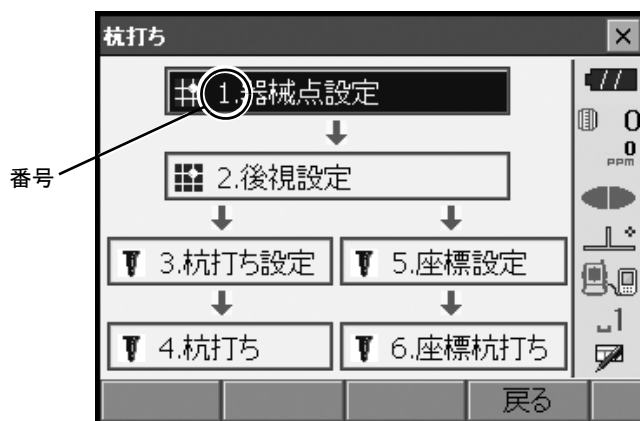 杭打ち
1.器械点設定
0
0
ppm
番号
2.後視設定
3.杭打ち設定
5.座標設定
4.杭打ち
6.座標杭打ち
1
戻る